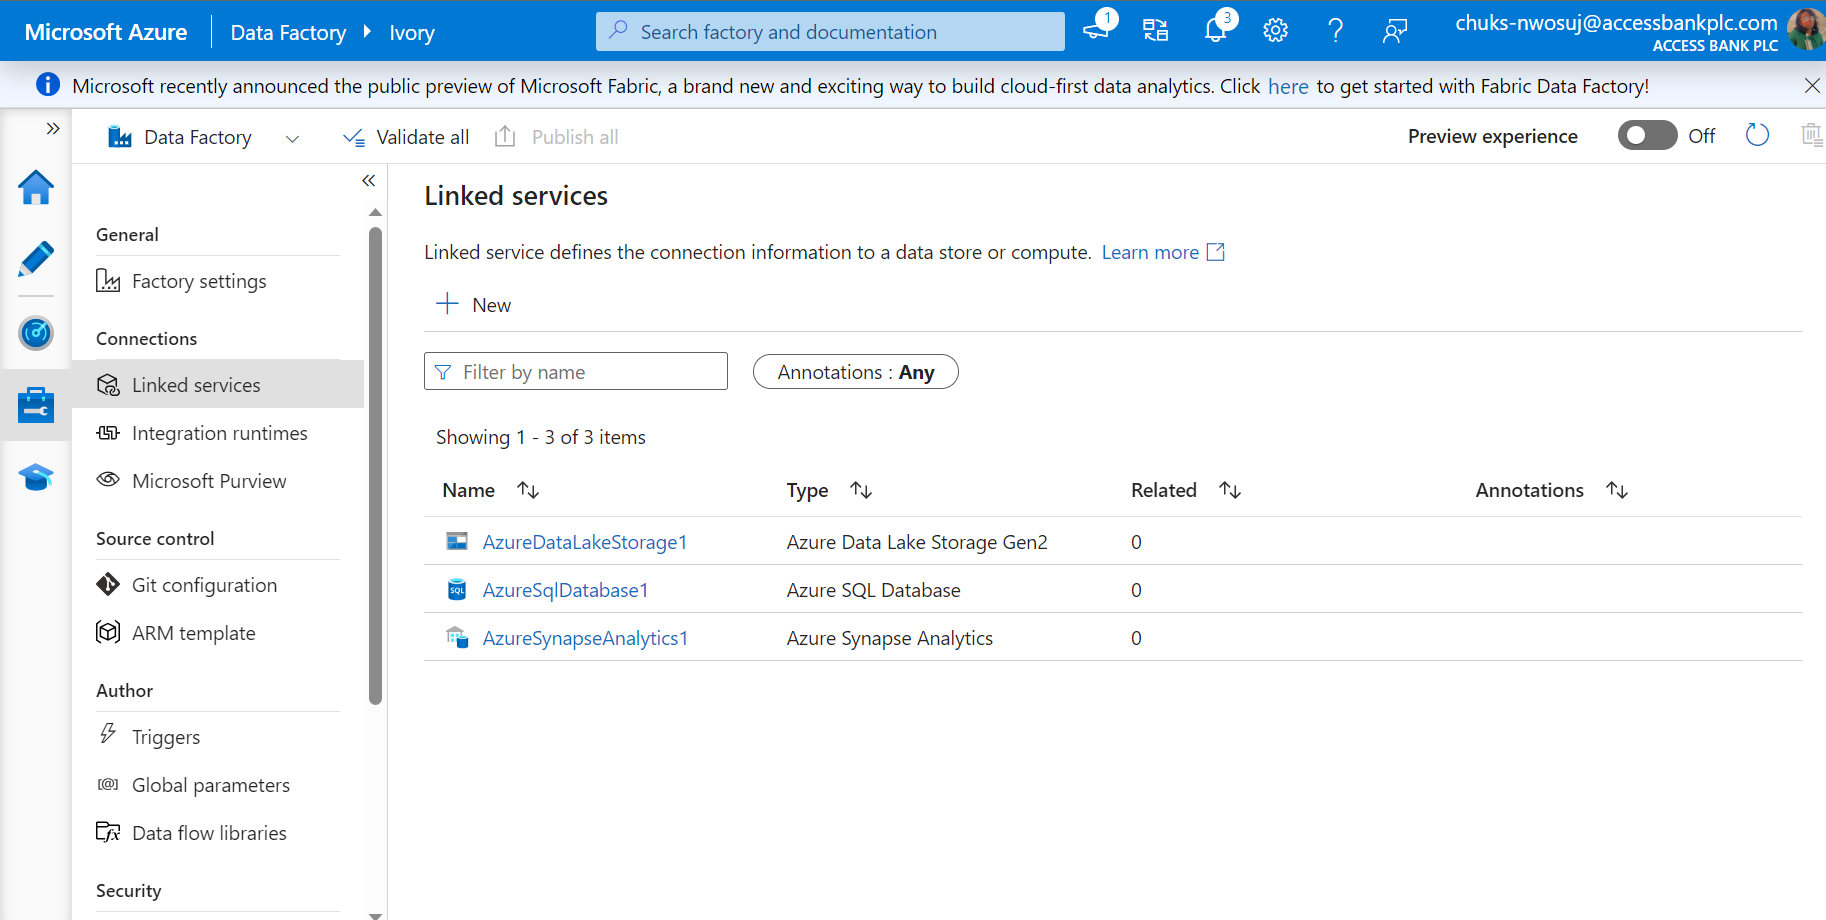 Microsoft Azure
Data Factory
Ivory
Search factory and documentation
1
3
chuks-nwosuj@accessbankplc.com
ACCESS BANK PLC
Microsoft recently announced the public preview of Microsoft Fabric, a brand new and exciting way to build cloud-first data analytics. Click here to get started with Fabric Data Factory!
Data Factory
Validate all
Publish all
Preview experience
Off
General
Factory settings
Connections
Linked services
Integration runtimes
Microsoft Purview
Source control
Git configuration
ARM template
Author
Triggers
Global parameters
Data flow libraries
Security
Linked services
Linked service defines the connection information to a data store or compute. Learn more
New
Filter by name
Annotations : Any
Showing 1 - 3 of 3 items
Name Type Related Annotations
AzureDataLakeStorage1 Azure Data Lake Storage Gen2 0
AzureSqlDatabase1 Azure SQL Database 0
AzureSynapseAnalytics1 Azure Synapse Analytics 0